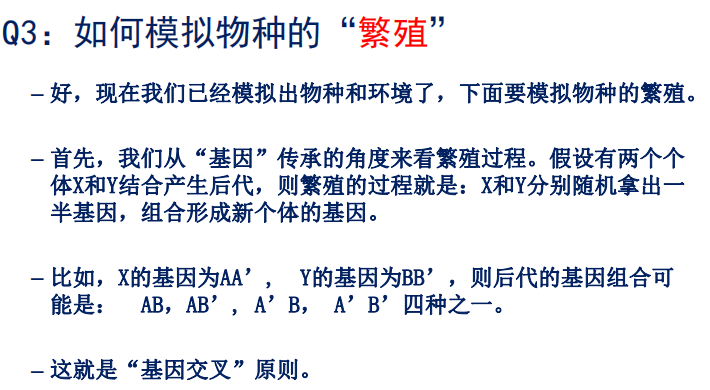 Q3：如何模拟物种的“繁殖”
– 好，现在我们已经模拟出物种和环境了，下面要模拟物种的繁殖。
– 首先，我们从“基因”传承的角度来看繁殖过程。假设有两个个
体X和Y结合产生后代，则繁殖的过程就是：X和Y分别随机拿出一
半基因，组合形成新个体的基因。
– 比如，X的基因为AA’， Y的基因为BB’，则后代的基因组合可
能是： AB，AB’，A’B， A’B’四种之一。
– 这就是“基因交叉”原则。